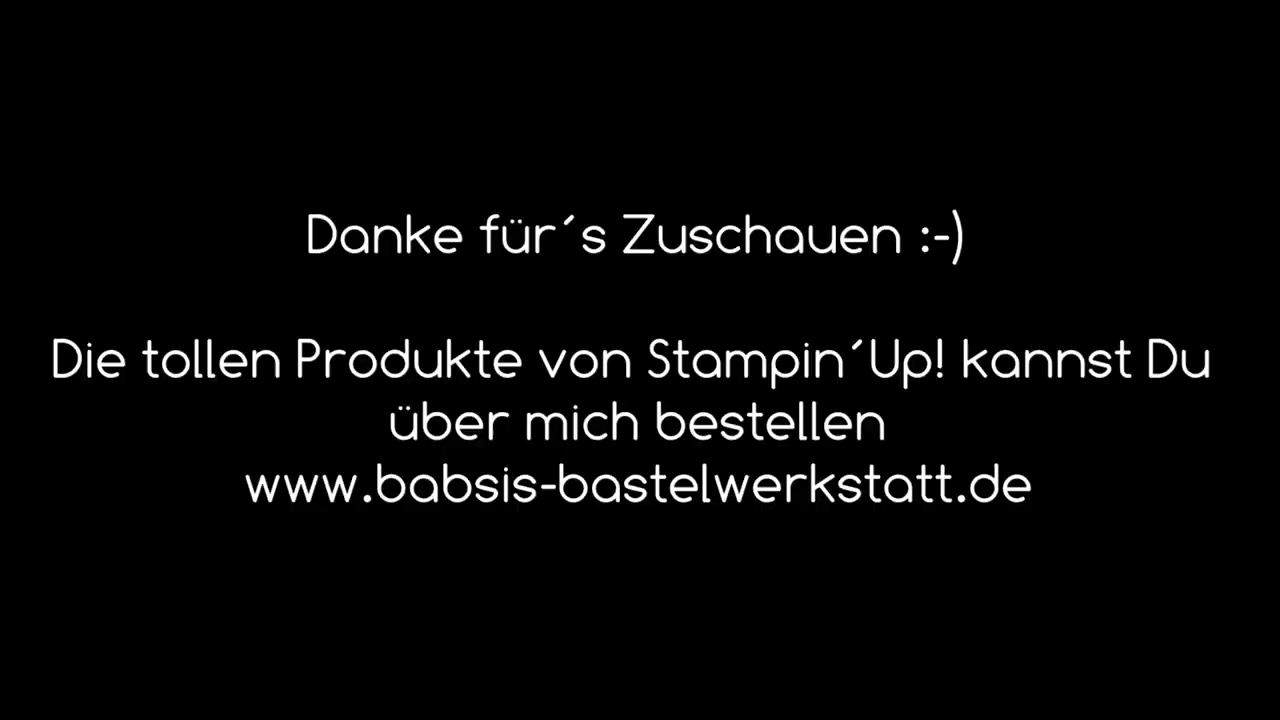 Danke für´s Zuschauen :-)
Die tollen Produkte von Stampin´Up! kannst Du
über mich bestellen
www.babsis-bastelwerkstatt.de